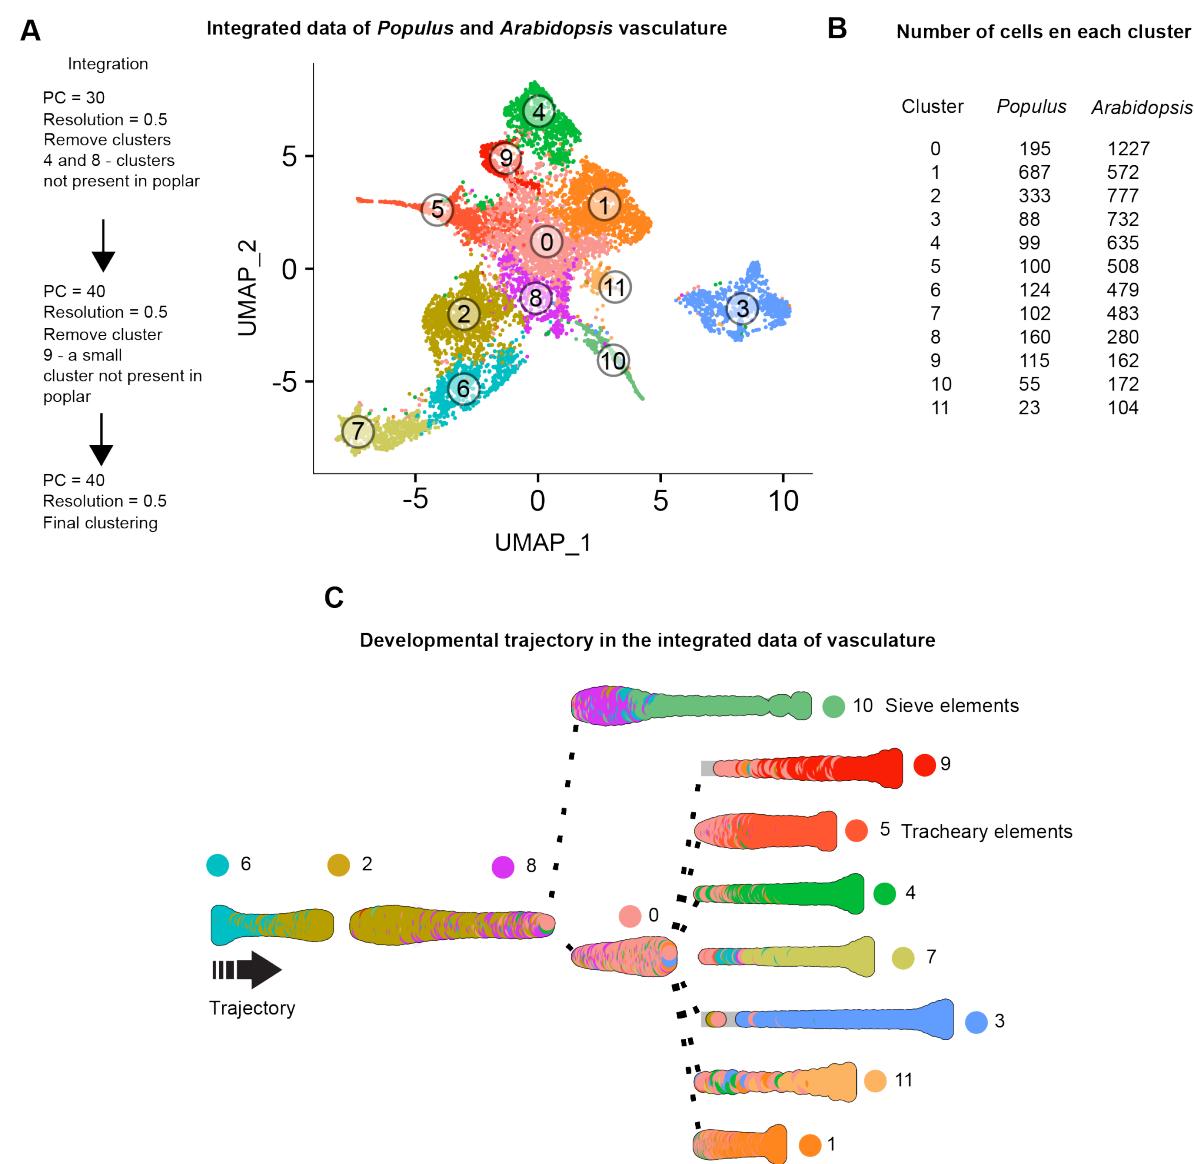 A
Integrated data of Populus and Arabidopsis vasculature
Integration
PC = 30
Resolution = 0.5
Remove clusters
4 and 8 - clusters
not present in poplar
PC = 40
Resolution = 0.5
Remove cluster
9 - a small
cluster not present in
poplar
PC = 40
Resolution = 0.5
Final clustering
UMAP_2
5
0
-5
4
9
1
5
0
11
8
3
2
10
6
7
-5
0
5
10
UMAP_1
B
Number of cells en each cluster
Cluster Populus Arabidopsis
0 195 1227
1 687 572
2 333 777
3 88 732
4 99 635
5 100 508
6 124 479
7 102 483
8 160 280
9 115 162
10 55 172
11 23 104
C
Developmental trajectory in the integrated data of vasculature
10 Sieve elements
9
5 Tracheary elements
6
2
8
4
0
7
Trajectory
3
11
1